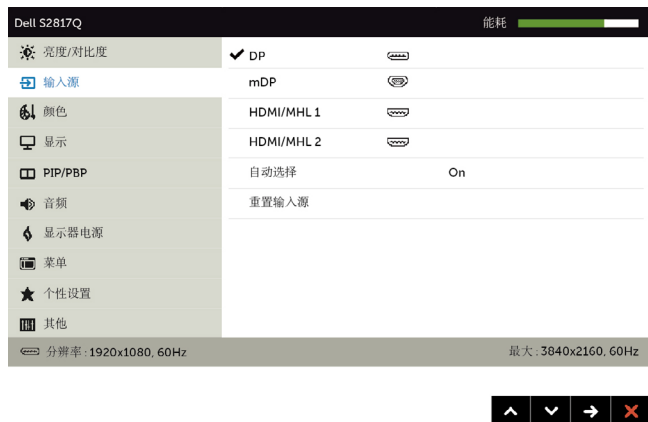 Dell S2817Q 能耗
亮度/对比度 DP
输入源 mDP
颜色 HDMI/MHL 1
显示 HDMI/MHL 2
PIP/PBP 自动选择 On
音频 重置输入源
显示器电源
菜单
个性设置
其他
分辨率:1920x1080, 60Hz 最大:3840x2160, 60Hz